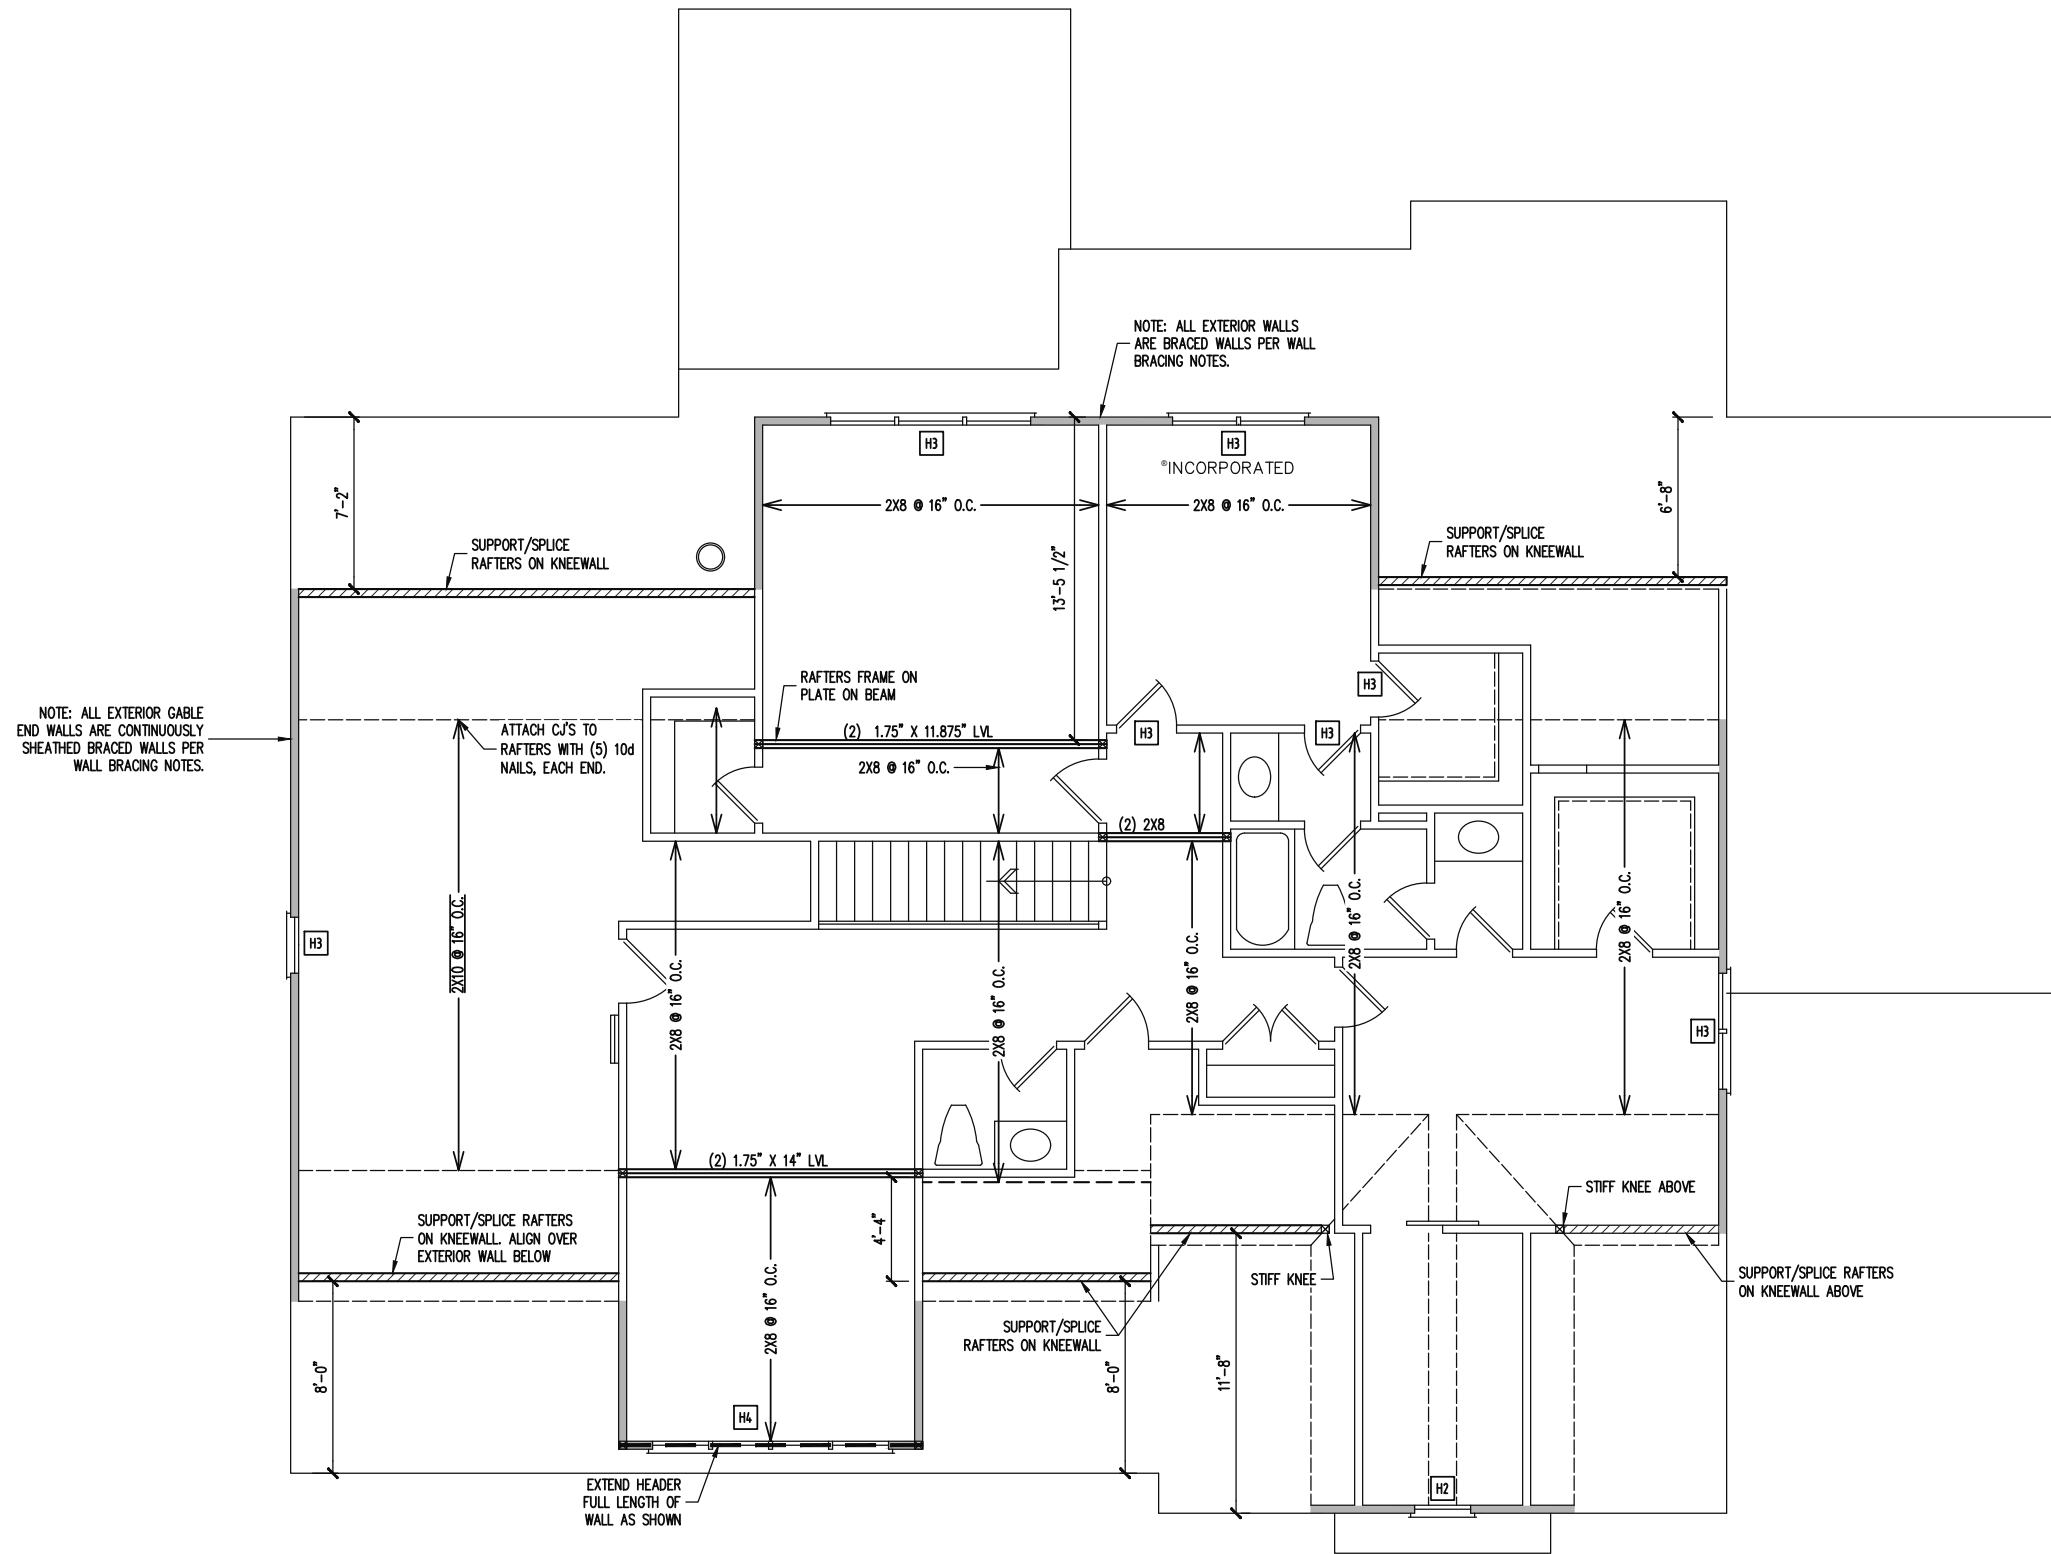 NOTE: ALL EXTERIOR WALLS
ARE BRACED WALLS PER WALL
BRACING NOTES.
H3
H3
®INCORPORATED
7'-2"
2X8 @ 16" O.C.
2X8 @ 16" O.C.
6'-8"
SUPPORT/SPLICE
RAFTERS ON KNEEWALL
SUPPORT/SPLICE
RAFTERS ON KNEEWALL
13'-5 1/2"
RAFTERS FRAME ON
PLATE ON BEAM
H3
NOTE: ALL EXTERIOR GABLE
END WALLS ARE CONTINUOUSLY
SHEATHED BRACED WALLS PER
WALL BRACING NOTES.
ATTACH CJ'S TO
RAFTERS WITH (5) 10d
NAILS, EACH END.
(2) 1.75" X 11.875" LVL
H3
H3
2X8 @ 16" O.C.
(2) 2X8
H3
2X10 @ 16" O.C.
2X8 @ 16" O.C.
2X8 @ 16" O.C.
2X8 @ 16" O.C.
2X8 @ 16" O.C.
2X8 @ 16" O.C.
H3
(2) 1.75" X 14" LVL
STIFF KNEE ABOVE
SUPPORT/SPLICE RAFTERS
ON KNEEWALL. ALIGN OVER
EXTERIOR WALL BELOW
4'-4"
2X8 @ 16" O.C.
STIFF KNEE
SUPPORT/SPLICE RAFTERS
ON KNEEWALL ABOVE
SUPPORT/SPLICE
RAFTERS ON KNEEWALL
8'-0"
8'-0"
11'-8"
H4
EXTEND HEADER
FULL LENGTH OF
WALL AS SHOWN
H2